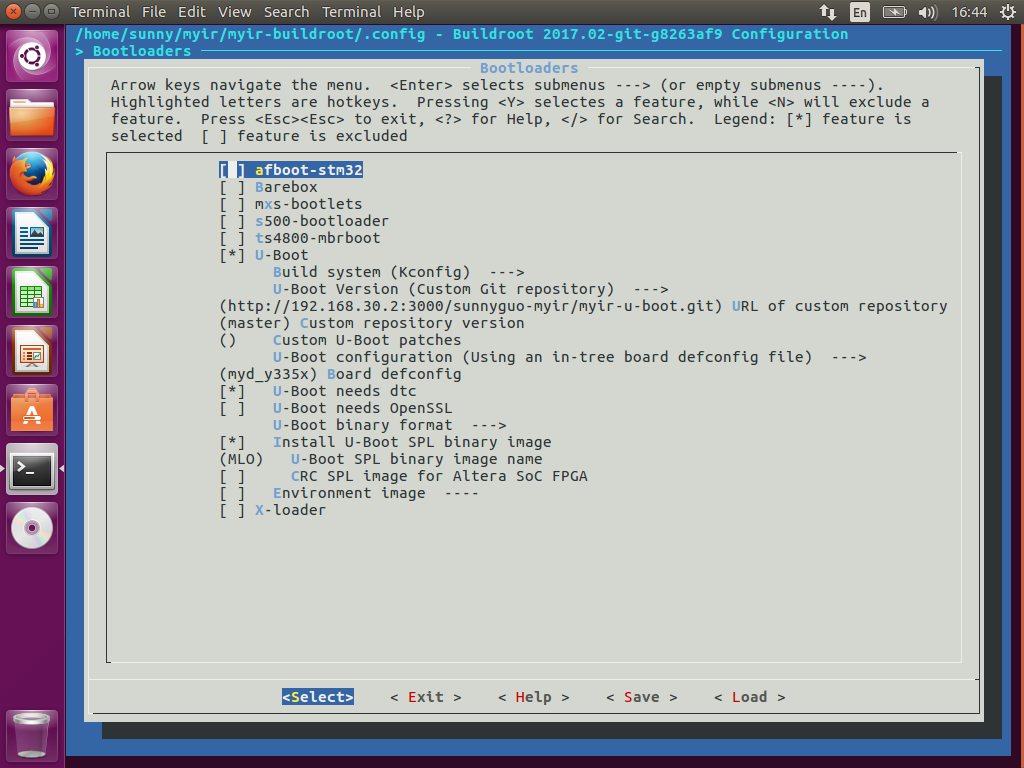 Terminal File Edit View Search Terminal Help En 16:44
/home/sunny/myir/myir-buildroot/.config - Buildroot 2017.02-git-g8263af9 Configuration
> Bootloaders
Bootloaders
Arrow keys navigate the menu. <Enter> selects submenus ---> (or empty submenus ----).
Highlighted letters are hotkeys. Pressing <Y> selectes a feature, while <N> will exclude a
feature. Press <Esc><Esc> to exit, <?> for Help, </> for Search. Legend: [*] feature is
selected [ ] feature is excluded
[ ] afboot-stm32
[ ] Barebox
[ ] mxs-bootlets
[ ] s500-bootloader
[ ] ts4800-mbrboot
[*] U-Boot
Build system (Kconfig) --->
U-Boot Version (Custom Git repository) --->
(http://192.168.30.2:3000/sunnyguo-myir/myir-u-boot.git) URL of custom repository
(master) Custom repository version
() Custom U-Boot patches
U-Boot configuration (Using an in-tree board defconfig file) --->
(myd_y335x) Board defconfig
[*] U-Boot needs dtc
[ ] U-Boot needs OpenSSL
U-Boot binary format --->
[*] Install U-Boot SPL binary image
(MLO) U-Boot SPL binary image name
[ ] CRC SPL image for Altera SoC FPGA
[ ] Environment image ----
[ ] X-loader
<Select> < Exit > < Help > < Save > < Load >